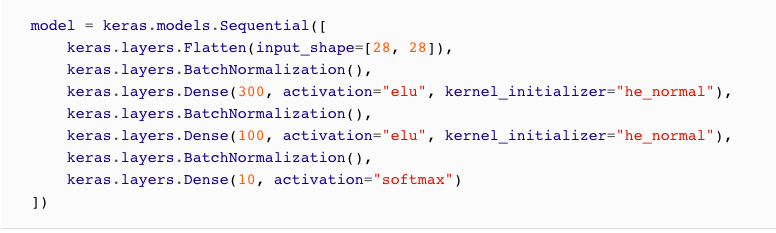 model = keras.models.Sequential([
    keras.layers.Flatten(input_shape=[28, 28]),
    keras.layers.BatchNormalization(),
    keras.layers.Dense(300, activation="elu", kernel_initializer="he_normal"),
    keras.layers.BatchNormalization(),
    keras.layers.Dense(100, activation="elu", kernel_initializer="he_normal"),
    keras.layers.BatchNormalization(),
    keras.layers.Dense(10, activation="softmax")
])